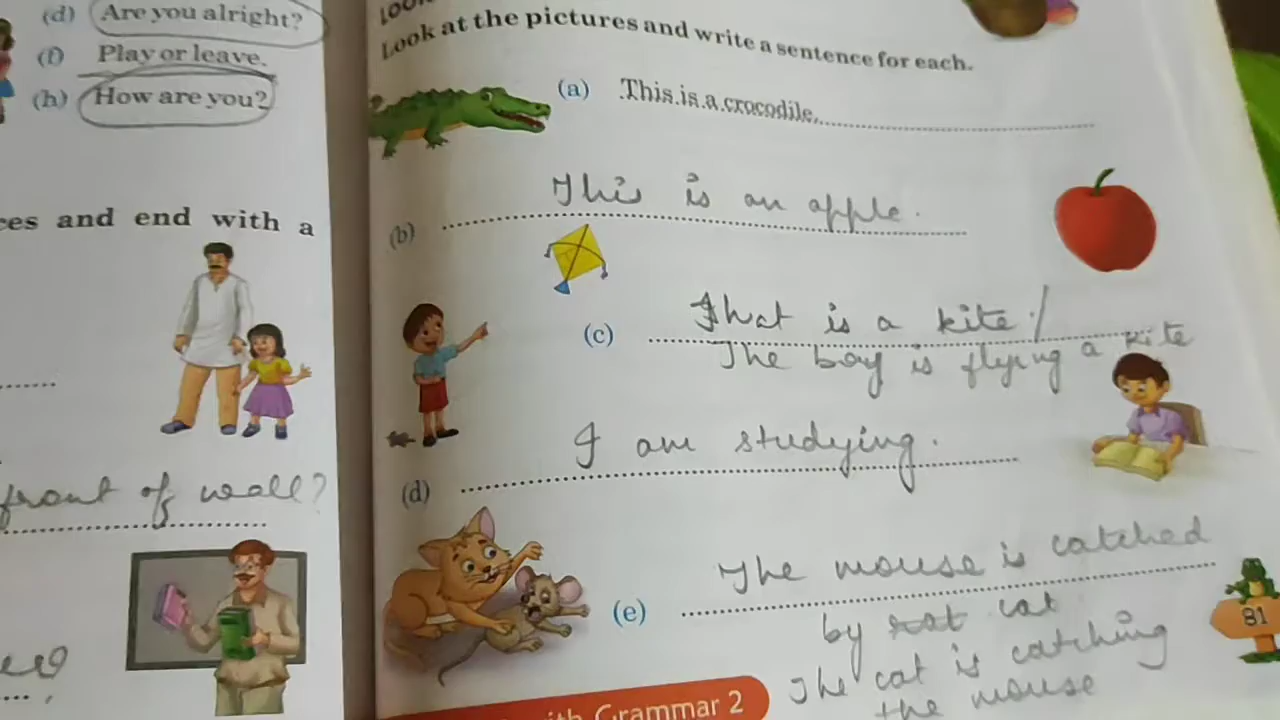 (d) Are you alright?
(f) Play or leave.
(h) How are you?
ces and end with a
front of wall?
Look at the pictures and write a sentence for each.
(a) This is a crocodile.
This is an apple.
(b)
That is a kite./
(c)
The boy is flying a kite
I am studying.
(d)
The mouse is catched
(e)
by cat
The cat is catching
the mouse
81
with Grammar 2